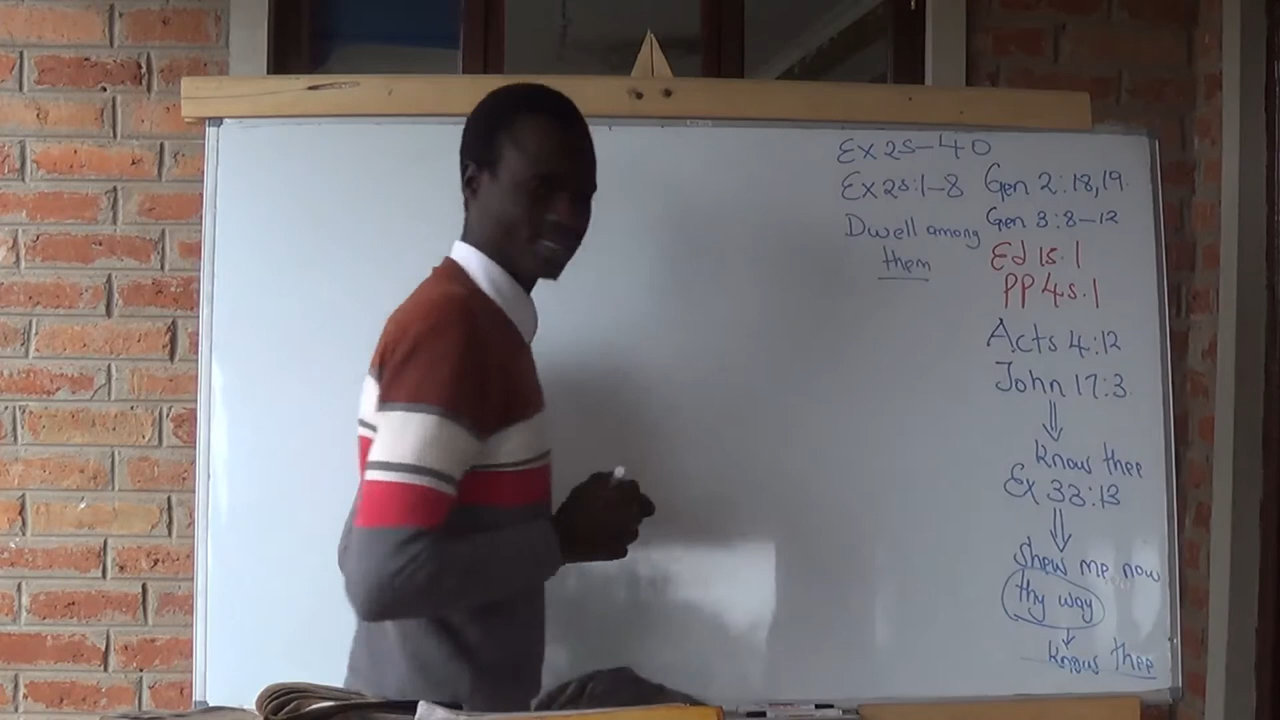 Ex 25-40
Ex 25:1-8
Dwell among
them
Gen 2:18,19.
Gen 3:8-12
Ed 15.1
PP 45.1
Acts 4:12
John 17:3
know thee
Ex 33:13
shew me now
thy way
know thee